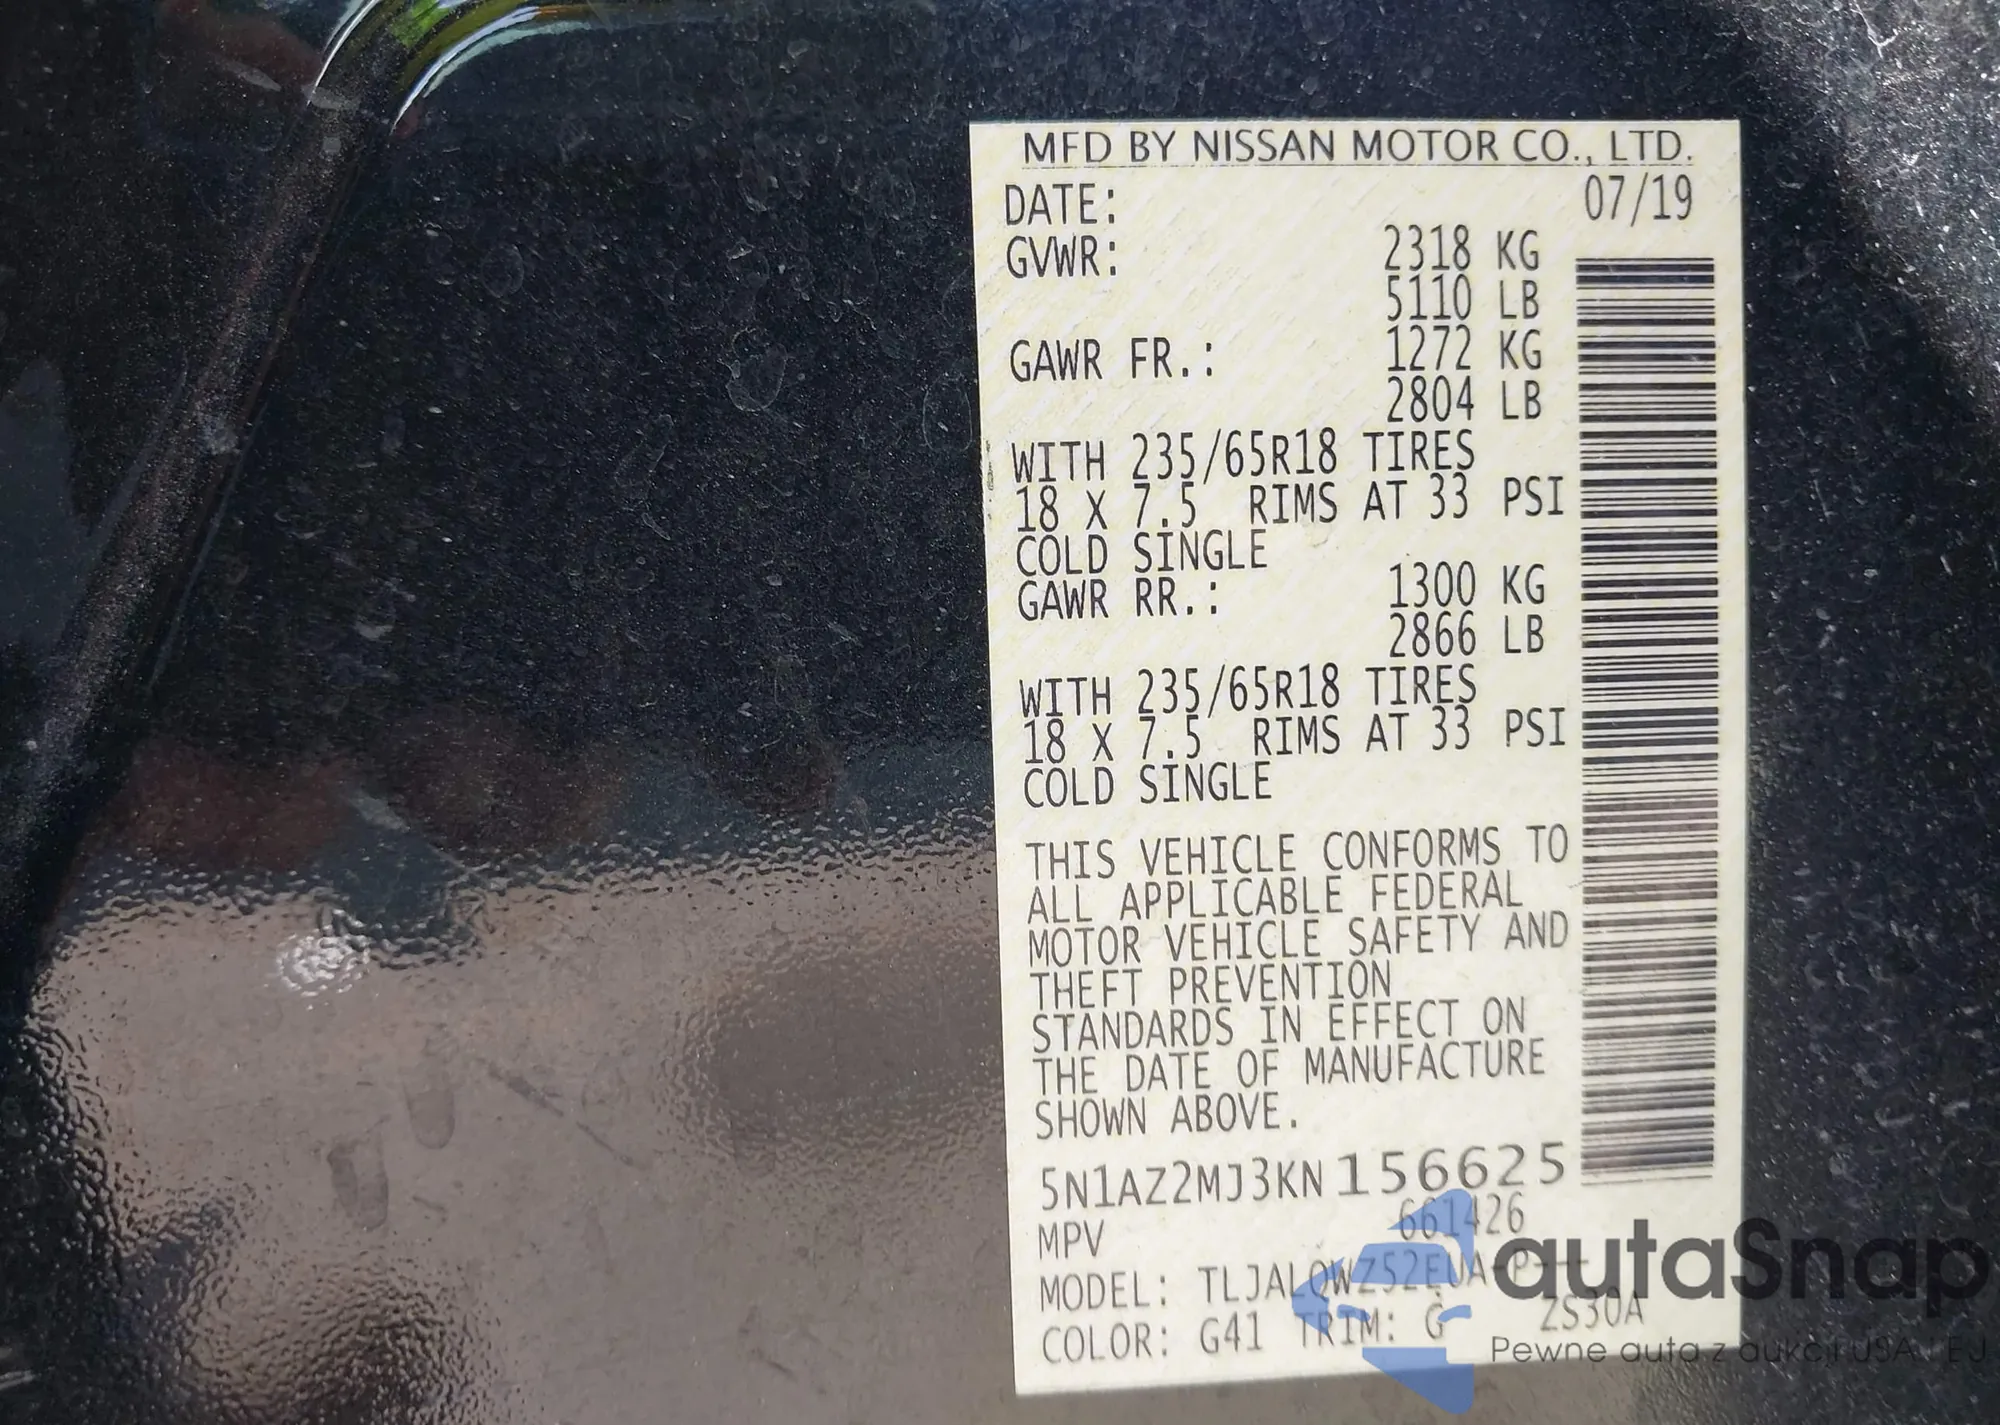 MFD BY NISSAN MOTOR CO., LTD.
DATE: 07/19
GVWR: 2318 KG
5110 LB
GAWR FR.: 1272 KG
2804 LB
WITH 235/65R18 TIRES
18 X 7.5 RIMS AT 33 PSI
COLD SINGLE
GAWR RR.: 1300 KG
2866 LB
WITH 235/65R18 TIRES
18 X 7.5 RIMS AT 33 PSI
COLD SINGLE
THIS VEHICLE CONFORMS TO
ALL APPLICABLE FEDERAL
MOTOR VEHICLE SAFETY AND
THEFT PREVENTION
STANDARDS IN EFFECT ON
THE DATE OF MANUFACTURE
SHOWN ABOVE.
5N1AZ2MJ3KN156625
MPV 661426
MODEL: TLJALQWZ52EUA-P---
COLOR: G41 TRIM: G ZS30A
autaSnap
Pewne auta z aukcji USA i EJ